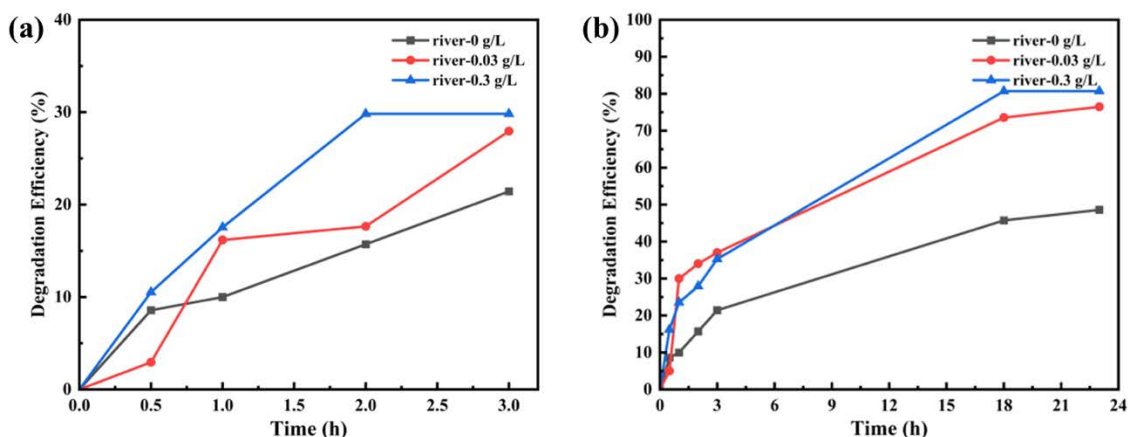 (a)
Degradation Efficiency (%)
40
30
20
10
0
river-0 g/L
river-0.03 g/L
river-0.3 g/L
0.0 0.5 1.0 1.5 2.0 2.5 3.0
Time (h)
(b)
Degradation Efficiency (%)
100
90
80
70
60
50
40
30
20
10
0
river-0 g/L
river-0.03 g/L
river-0.3 g/L
0 3 6 9 12 15 18 21 24
Time (h)